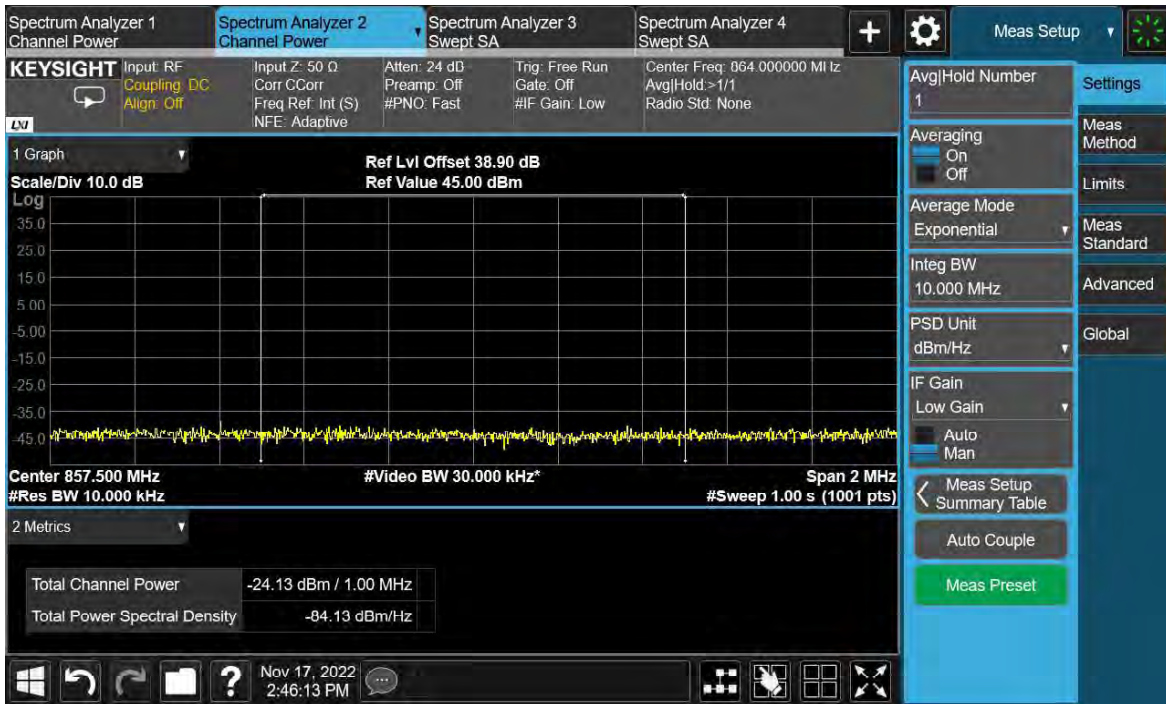 Spectrum Analyzer 1
Channel Power
Spectrum Analyzer 2
Channel Power
Spectrum Analyzer 3
Swept SA
Spectrum Analyzer 4
Swept SA
+
Meas Setup
KEYSIGHT
LXI
Input: RF
Coupling: DC
Align: Off
Input Z: 50 Ω
Corr CCorr
Freq Ref: Int (S)
NFE: Adaptive
Atten: 24 dB
Preamp: Off
#PNO: Fast
Trig: Free Run
Gate: Off
#IF Gain: Low
Center Freq: 864.000000 MHz
Avg|Hold:>1/1
Radio Std: None
1 Graph
Scale/Div 10.0 dB
Ref Lvl Offset 38.90 dB
Ref Value 45.00 dBm
Log
35.0
25.0
15.0
5.00
-5.00
-15.0
-25.0
-35.0
-45.0
Center 857.500 MHz
#Video BW 30.000 kHz*
Span 2 MHz
#Res BW 10.000 kHz
#Sweep 1.00 s (1001 pts)
2 Metrics
Total Channel Power -24.13 dBm / 1.00 MHz
Total Power Spectral Density -84.13 dBm/Hz
?
Nov 17, 2022
2:46:13 PM
Avg|Hold Number
1
Averaging
On
Off
Average Mode
Exponential
Integ BW
10.000 MHz
PSD Unit
dBm/Hz
IF Gain
Low Gain
Auto
Man
Meas Setup
Summary Table
Auto Couple
Meas Preset
Settings
Meas
Method
Limits
Meas
Standard
Advanced
Global